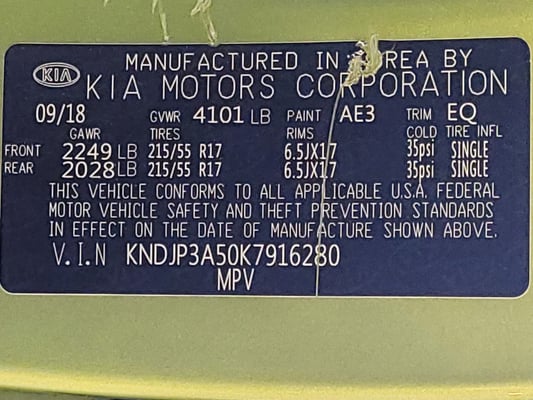 KIA
MANUFACTURED IN KOREA BY
KIA MOTORS CORPORATION
09/18 GVWR 4101 LB PAINT AE3 TRIM EQ
GAWR TIRES RIMS COLD TIRE INFL
FRONT 2249 LB 215/55 R17 6.5JX17 35psi SINGLE
REAR 2028 LB 215/55 R17 6.5JX17 35psi SINGLE
THIS VEHICLE CONFORMS TO ALL APPLICABLE U.S.A. FEDERAL
MOTOR VEHICLE SAFETY AND THEFT PREVENTION STANDARDS
IN EFFECT ON THE DATE OF MANUFACTURE SHOWN ABOVE.
V.I.N KNDJP3A50K7916280
MPV